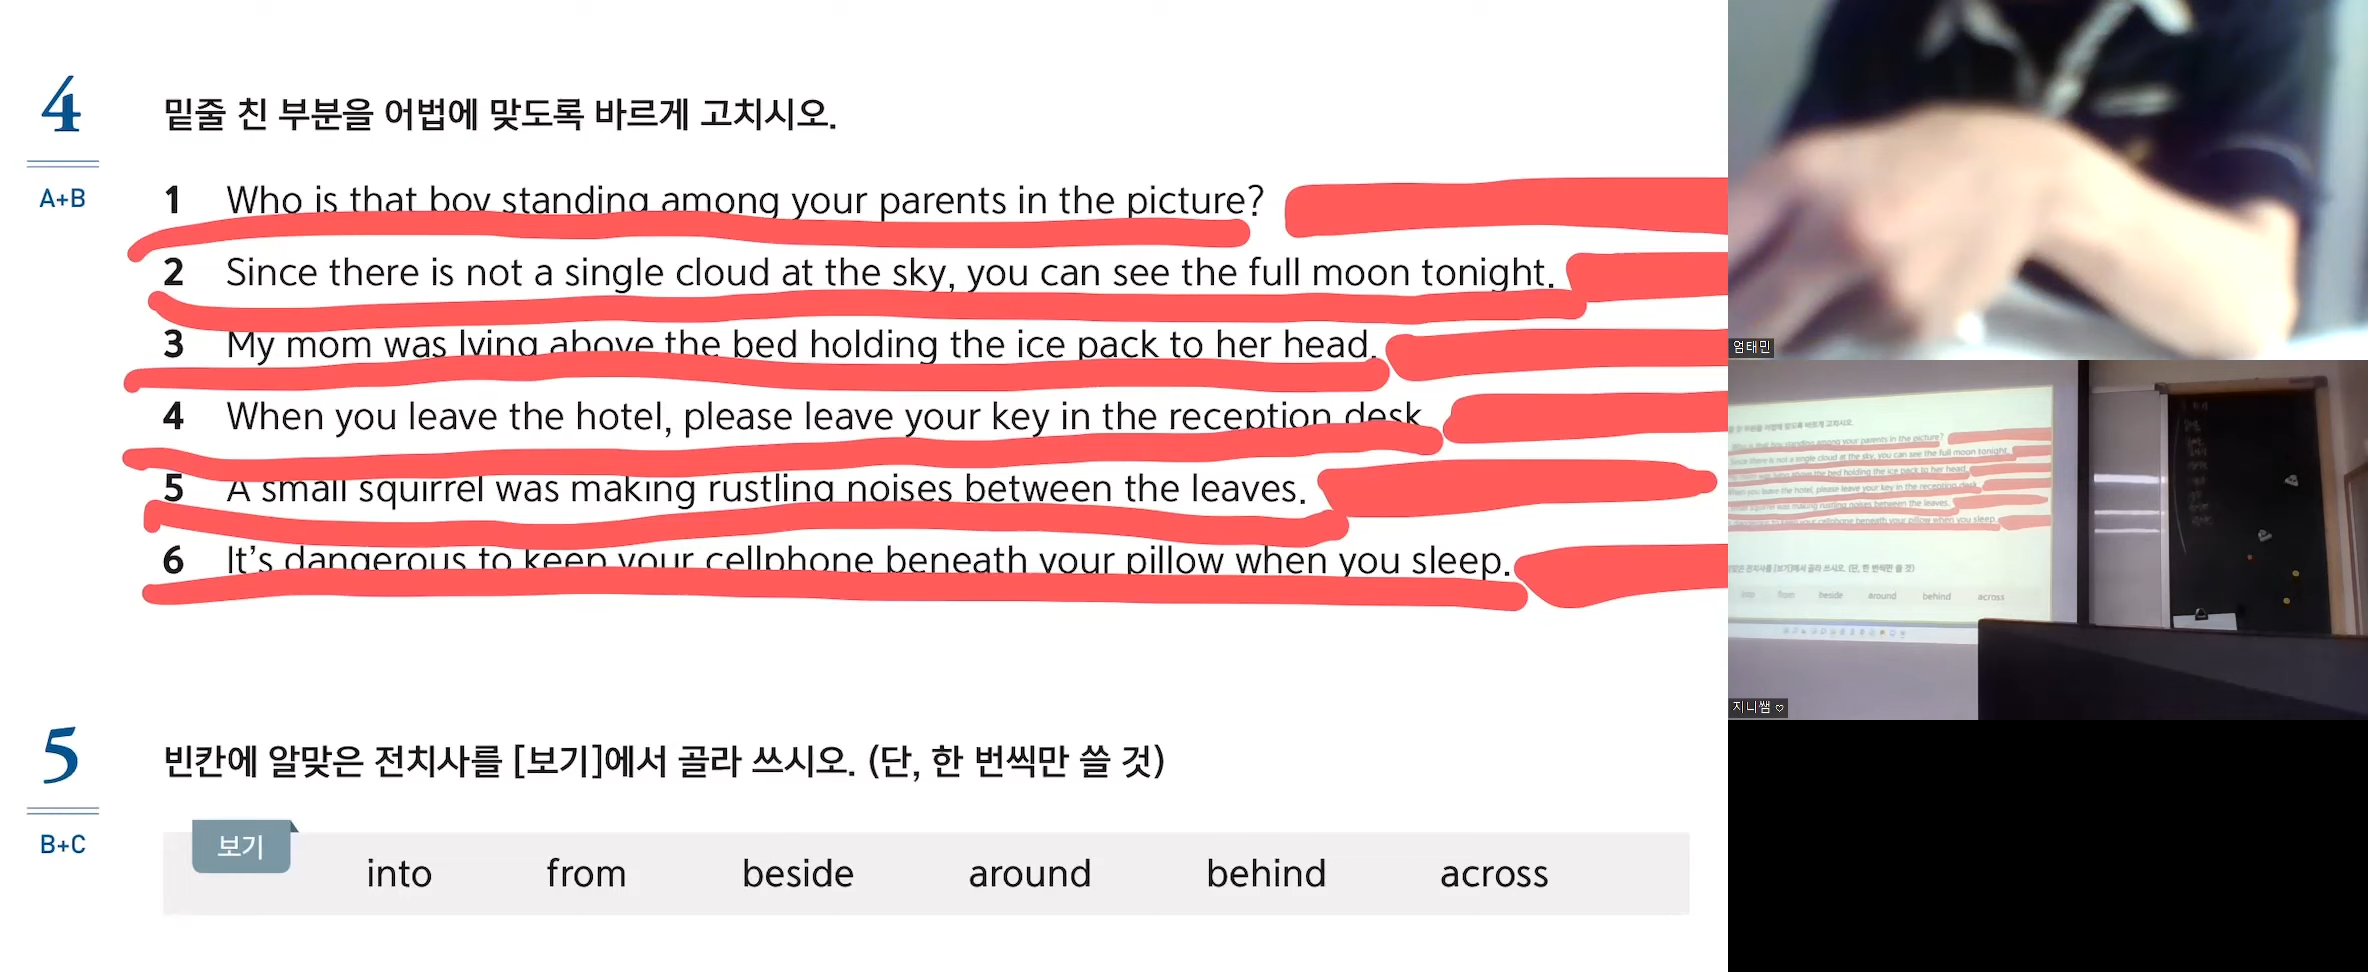 4
A+B
밑줄 친 부분을 어법에 맞도록 바르게 고치시오.
1 Who is that boy standing among your parents in the picture?
2 Since there is not a single cloud at the sky, you can see the full moon tonight.
3 My mom was lying above the bed holding the ice pack to her head.
4 When you leave the hotel, please leave your key in the reception desk
5 A small squirrel was making rustling noises between the leaves.
6 It's dangerous to keep your cellphone beneath your pillow when you sleep.
5
B+C
빈칸에 알맞은 전치사를 [보기]에서 골라 쓰시오. (단, 한 번씩만 쓸 것)
보기
into from beside around behind across
엄태민
지니쌤 ♡